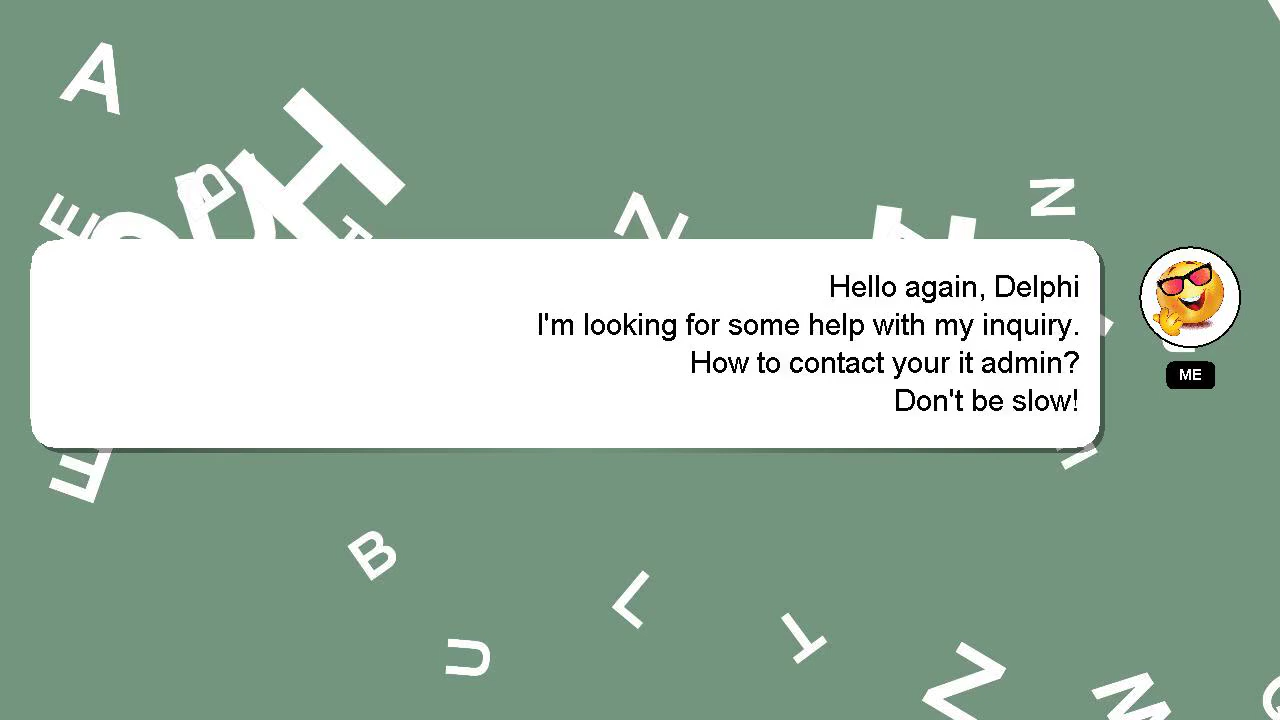 Hello again, Delphi
I'm looking for some help with my inquiry.
How to contact your it admin?
Don't be slow!
ME